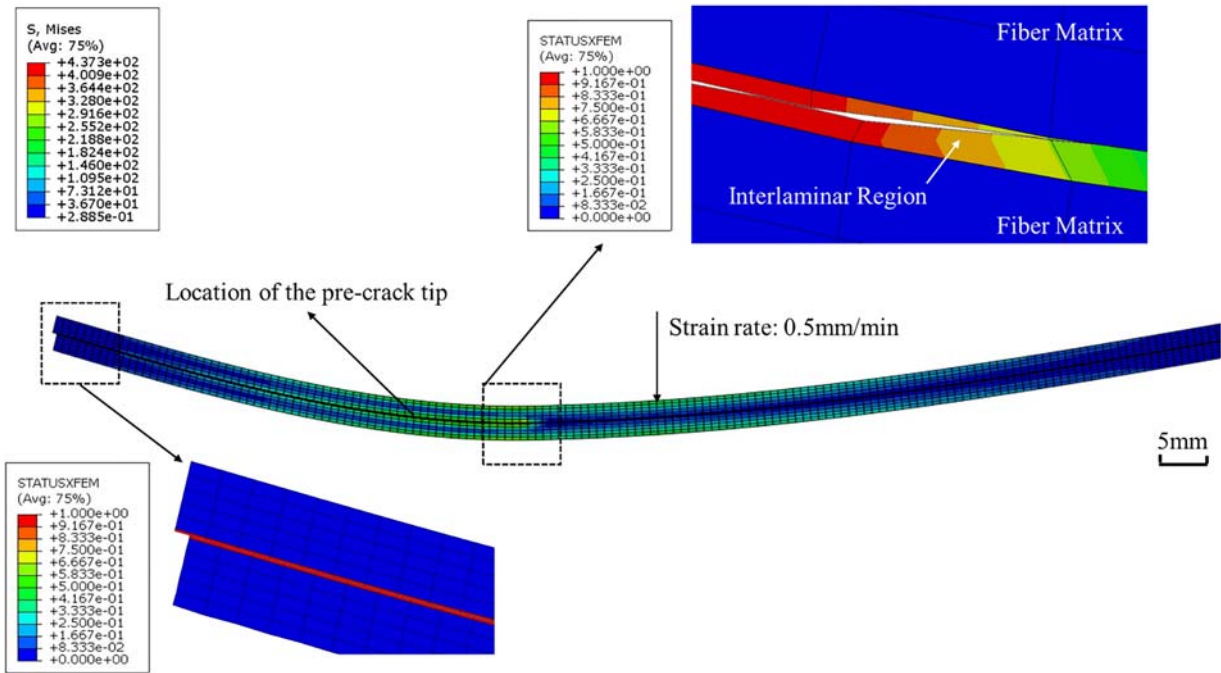 S, Mises
(Avg: 75%)
+4.373e+02
+4.009e+02
+3.644e+02
+3.280e+02
+2.916e+02
+2.552e+02
+2.188e+02
+1.824e+02
+1.460e+02
+1.095e+02
+7.312e+01
+3.670e+01
+2.885e-01
STATUSXFEM
(Avg: 75%)
+1.000e+00
+9.167e-01
+8.333e-01
+7.500e-01
+6.667e-01
+5.833e-01
+5.000e-01
+4.167e-01
+3.333e-01
+2.500e-01
+1.667e-01
+8.333e-02
+0.000e+00
Fiber Matrix
Interlaminar Region
Fiber Matrix
Location of the pre-crack tip
Strain rate: 0.5mm/min
5mm
STATUSXFEM
(Avg: 75%)
+1.000e+00
+9.167e-01
+8.333e-01
+7.500e-01
+6.667e-01
+5.833e-01
+5.000e-01
+4.167e-01
+3.333e-01
+2.500e-01
+1.667e-01
+8.333e-02
+0.000e+00